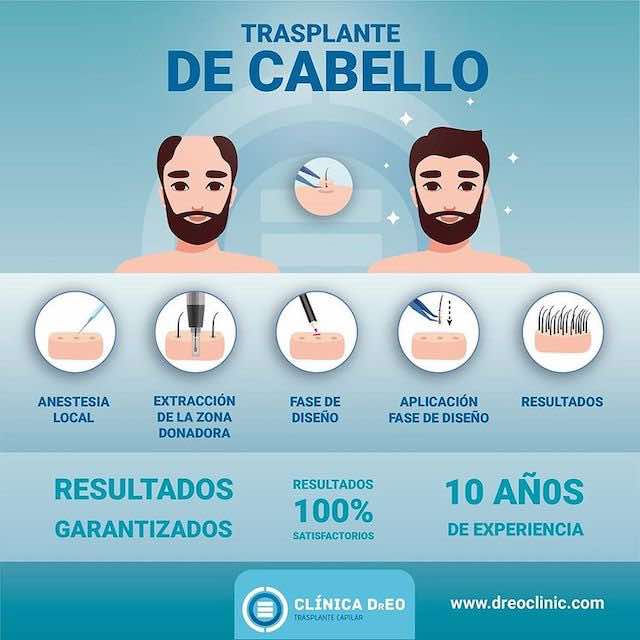 TRASPLANTE
DE CABELLO
ANESTESIA
LOCAL
EXTRACCIÓN
DE LA ZONA
DONADORA
FASE DE
DISEÑO
APLICACIÓN
FASE DE DISEÑO
RESULTADOS
RESULTADOS
GARANTIZADOS
RESULTADOS
100%
SATISFACTORIOS
10 AÑ0S
DE EXPERIENCIA
CLÍNICA DrEO
TRASPLANTE CAPILAR
www.dreoclinic.com